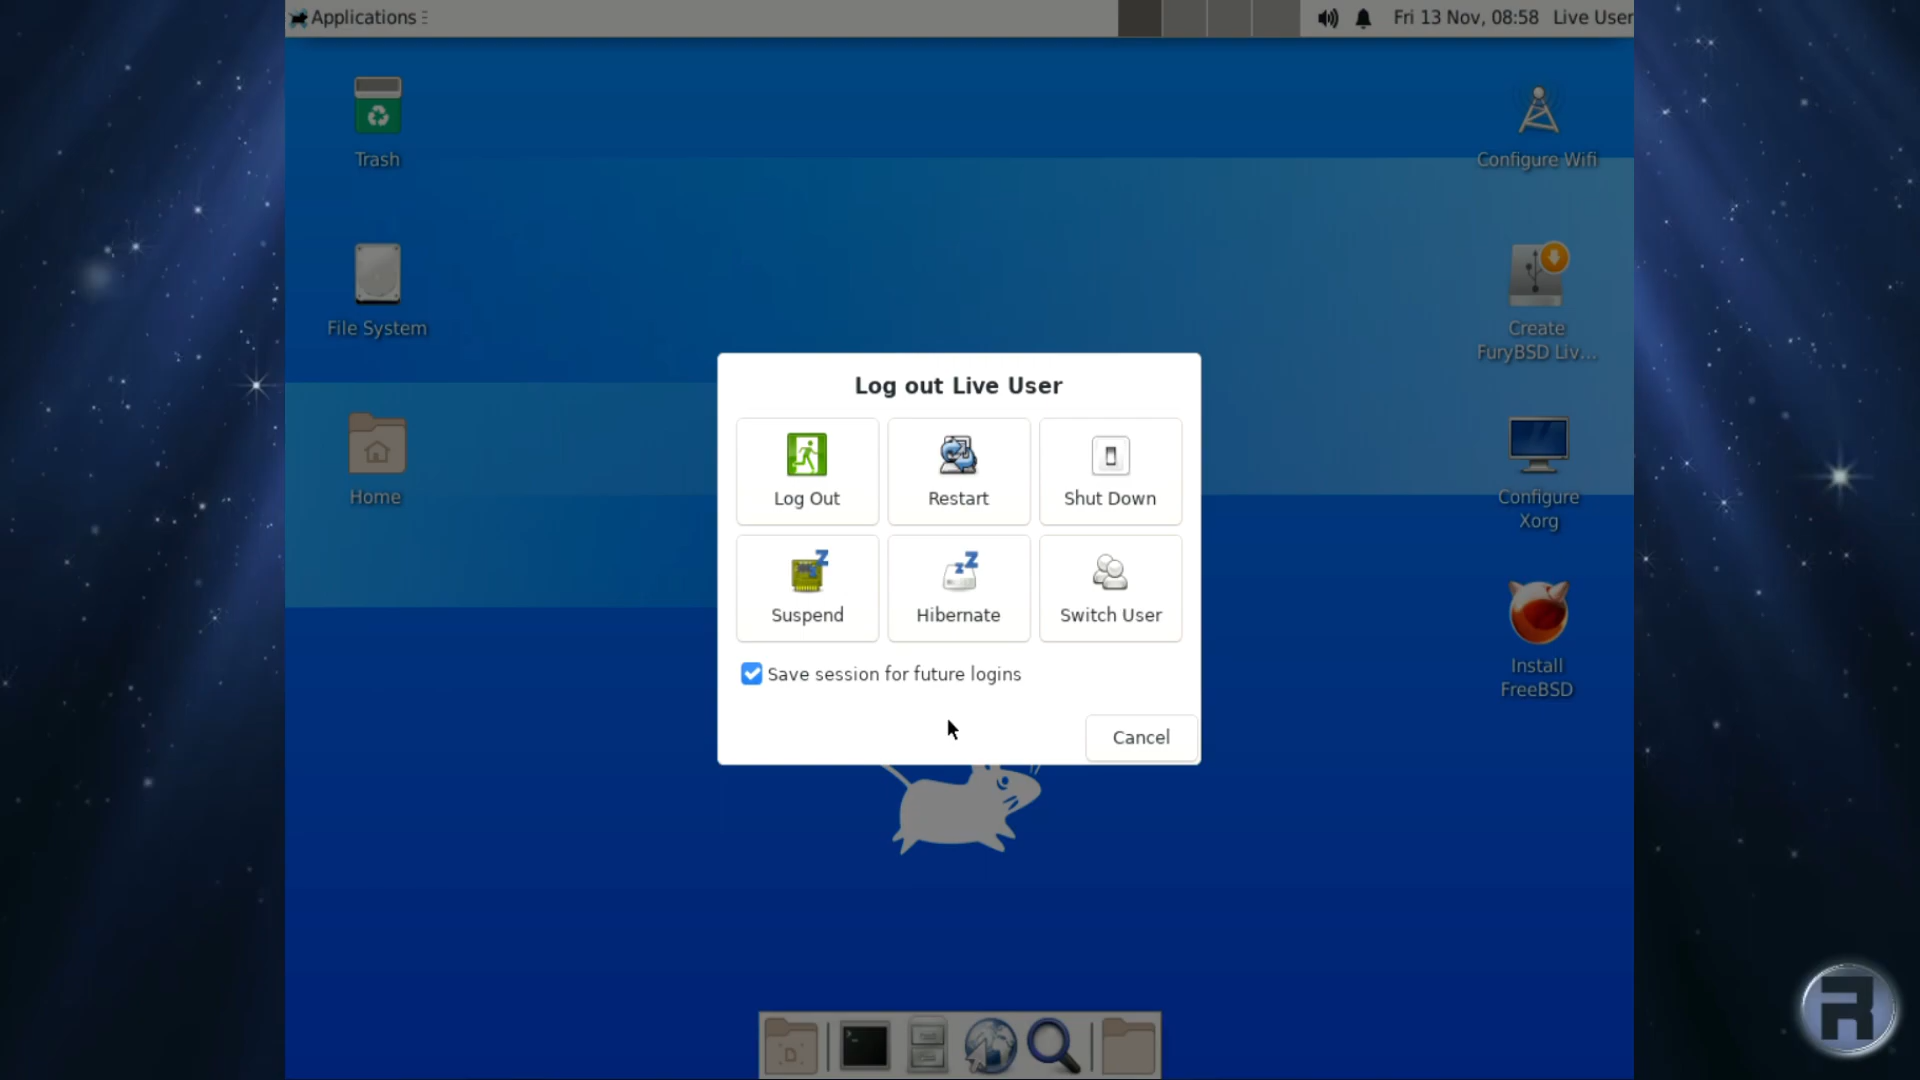 Applications
Fri 13 Nov, 08:58 Live User
Trash
Configure Wifi
File System
Create
FuryBSD Liv...
Log out Live User
Log Out
Restart
Shut Down
Home
Configure
Xorg
Suspend
Hibernate
Switch User
Save session for future logins
Install
FreeBSD
Cancel
D
R